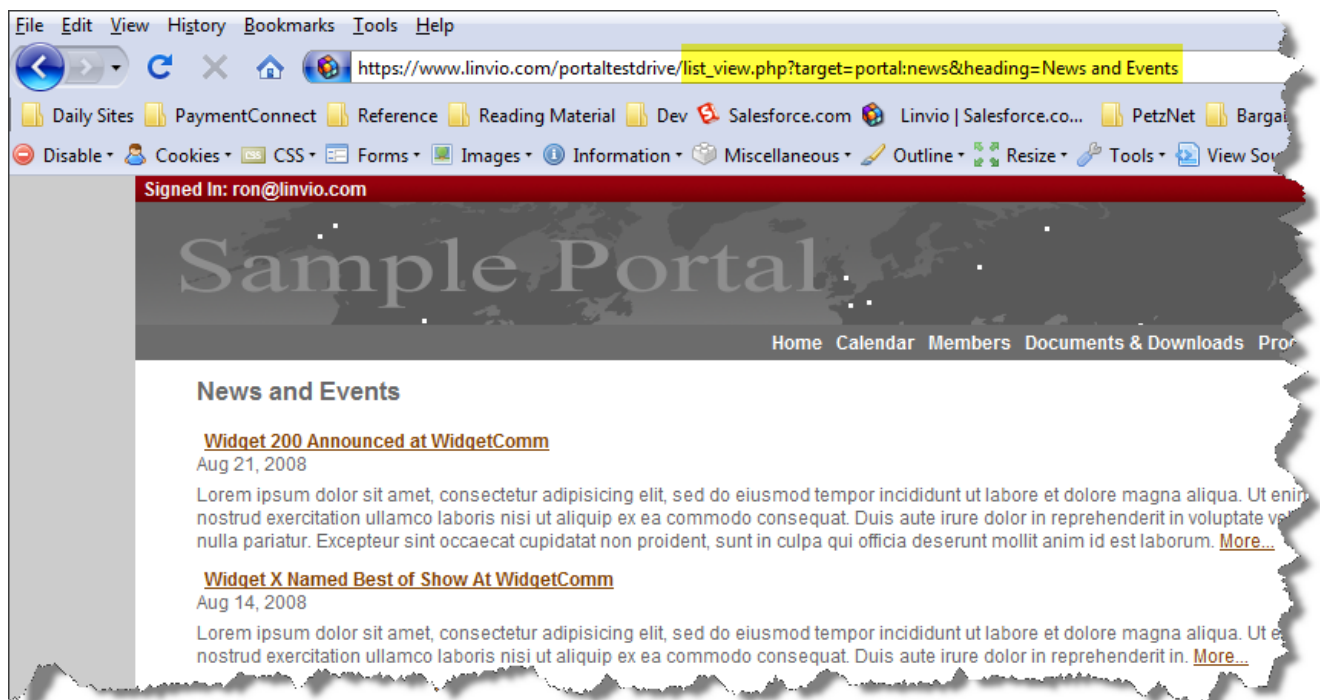 File Edit View History Bookmarks Tools Help
https://www.linvio.com/portaltestdrive/list_view.php?target=portal:news&heading=News and Events
Daily Sites PaymentConnect Reference Reading Material Dev Salesforce.com Linvio | Salesforce.co... PetzNet
Disable Cookies CSS Forms Images Information Miscellaneous Outline Resize Tools View
Signed In: ron@linvio.com
Sample Portal
Home Calendar Members Documents & Downloads
News and Events
Widget 200 Announced at WidgetComm
Aug 21, 2008
Lorem ipsum dolor sit amet, consectetur adipisicing elit, sed do eiusmod tempor incididunt ut labore et dolore magna aliqua. Ut enim
nostrud exercitation ullamco laboris nisi ut aliquip ex ea commodo consequat. Duis aute irure dolor in reprehenderit in voluptate
nulla pariatur. Excepteur sint occaecat cupidatat non proident, sunt in culpa qui officia deserunt mollit anim id est laborum. More...
Widget X Named Best of Show At WidgetComm
Aug 14, 2008
Lorem ipsum dolor sit amet, consectetur adipisicing elit, sed do eiusmod tempor incididunt ut labore et dolore magna aliqua. Ut
nostrud exercitation ullamco laboris nisi ut aliquip ex ea commodo consequat. Duis aute irure dolor in reprehenderit in. More...